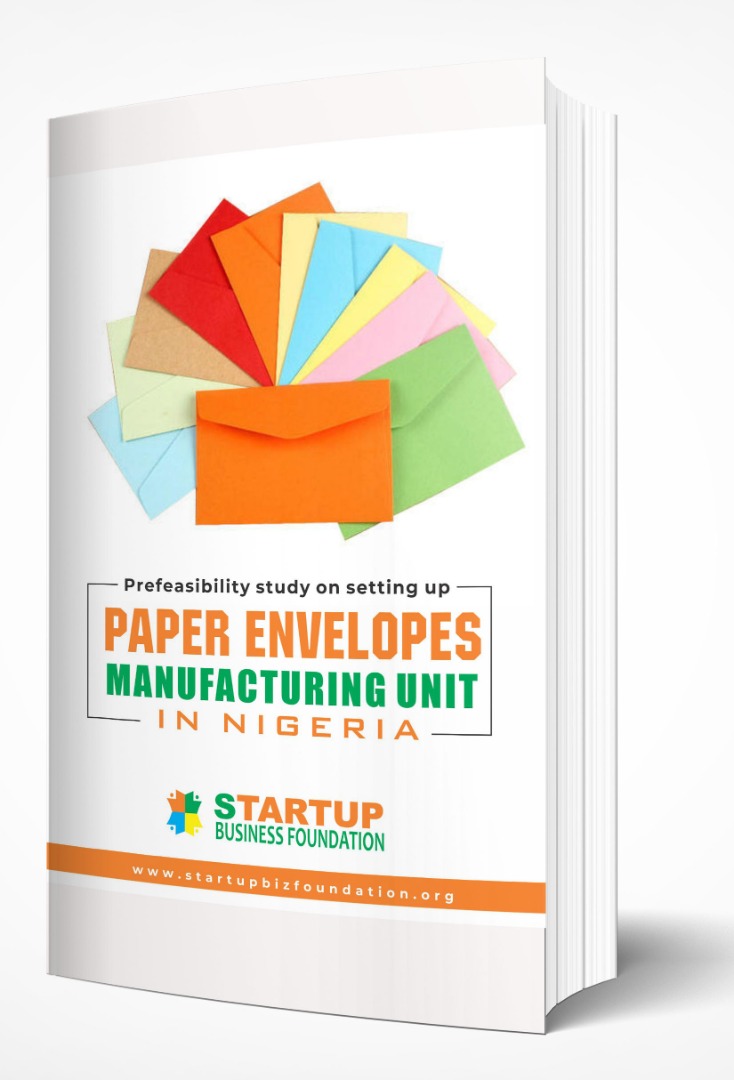 Prefeasibility study on setting up
PAPER ENVELOPES
MANUFACTURING UNIT
IN NIGERIA
STARTUP
BUSINESS FOUNDATION
www.startupbizfoundation.org